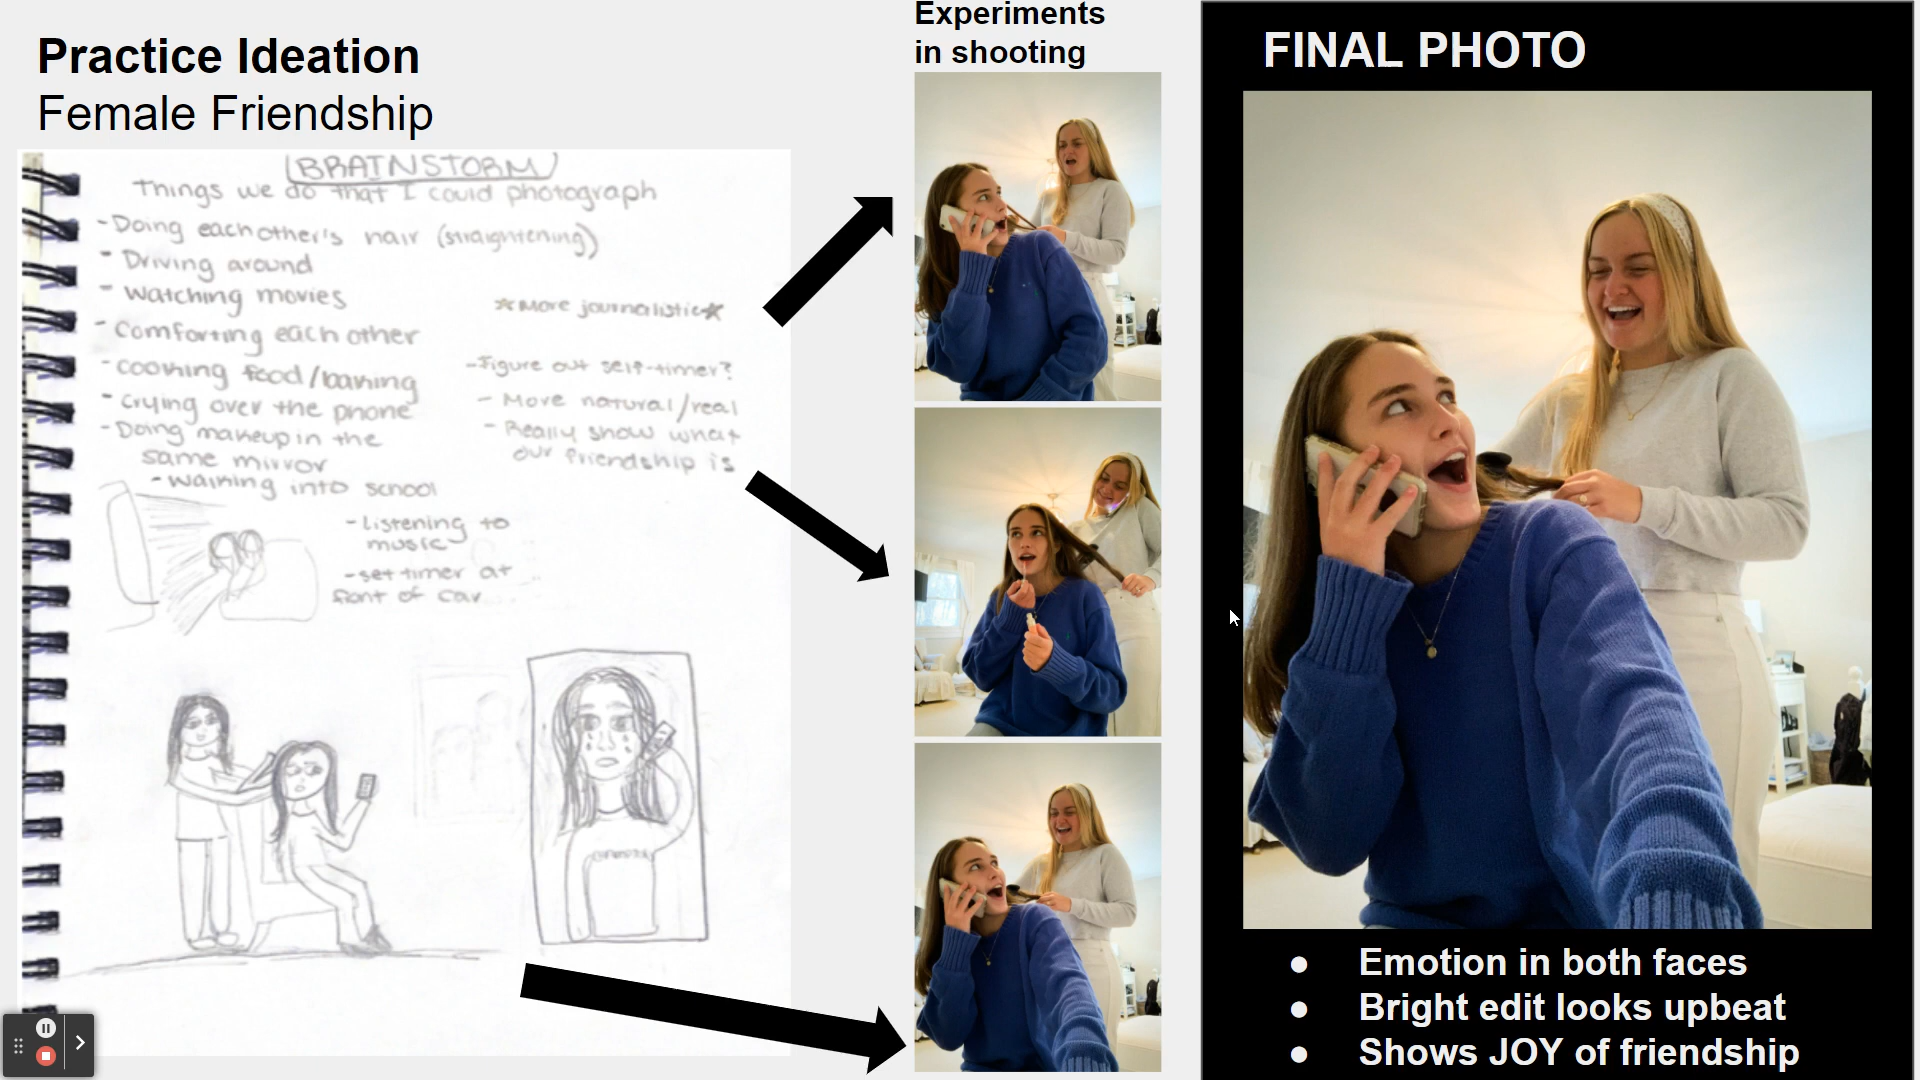 Practice Ideation
Female Friendship
BRAINSTORM
Things we do that I could photograph
- Doing each other's hair (straightening)
- Driving around
- Watching movies
- Comforting each other
- cooking food/baking
- crying over the phone
- Doing makeup in the
same mirror
- walking into school
- listening to
music
- set timer at
front of car
☆More journalistic☆
- Figure out self-timer?
- More natural/real
- Really show what
our friendship is
Experiments
in shooting
FINAL PHOTO
● Emotion in both faces
● Bright edit looks upbeat
● Shows JOY of friendship